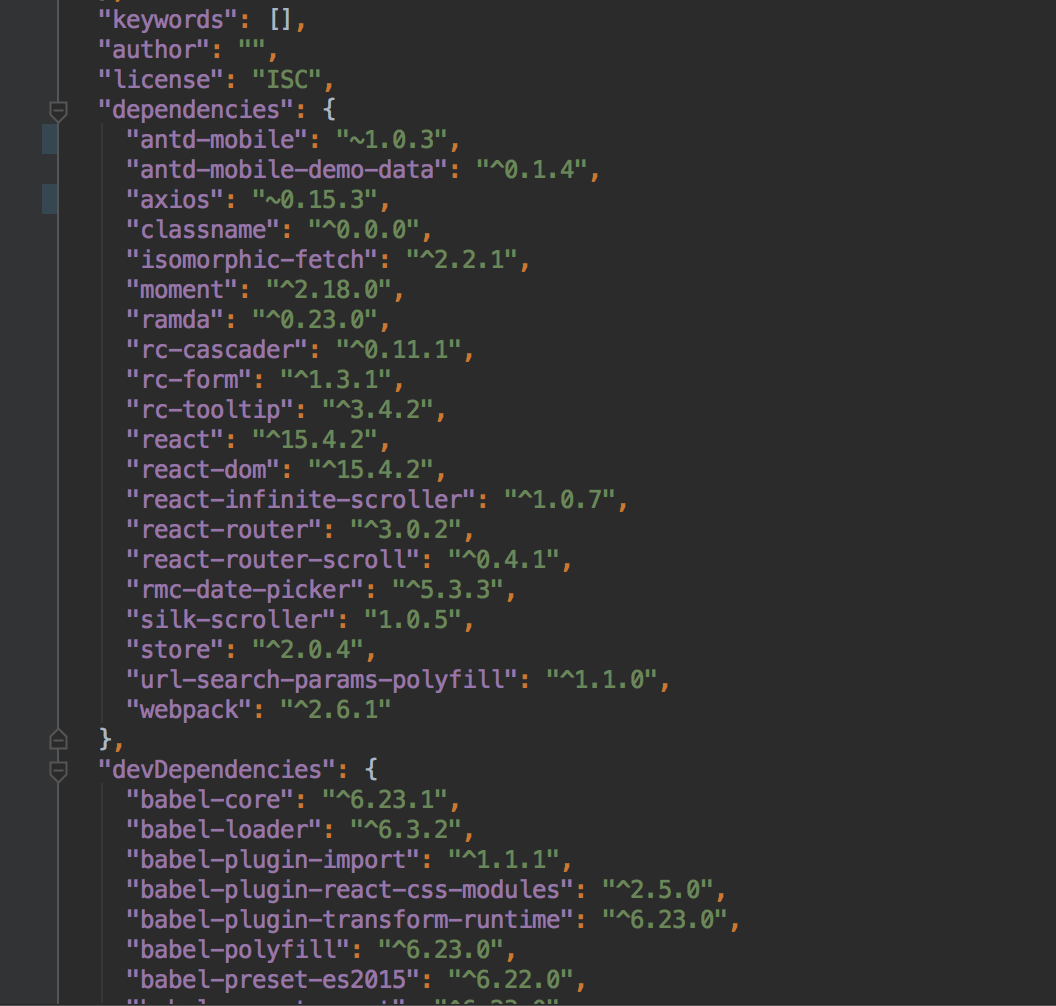 "keywords": [],
"author": "",
"license": "ISC",
"dependencies": {
"antd-mobile": "~1.0.3",
"antd-mobile-demo-data": "^0.1.4",
"axios": "~0.15.3",
"classname": "^0.0.0",
"isomorphic-fetch": "^2.2.1",
"moment": "^2.18.0",
"ramda": "^0.23.0",
"rc-cascader": "^0.11.1",
"rc-form": "^1.3.1",
"rc-tooltip": "^3.4.2",
"react": "^15.4.2",
"react-dom": "^15.4.2",
"react-infinite-scroller": "^1.0.7",
"react-router": "^3.0.2",
"react-router-scroll": "^0.4.1",
"rmc-date-picker": "^5.3.3",
"silk-scroller": "1.0.5",
"store": "^2.0.4",
"url-search-params-polyfill": "^1.1.0",
"webpack": "^2.6.1"
},
"devDependencies": {
"babel-core": "^6.23.1",
"babel-loader": "^6.3.2",
"babel-plugin-import": "^1.1.1",
"babel-plugin-react-css-modules": "^2.5.0",
"babel-plugin-transform-runtime": "^6.23.0",
"babel-polyfill": "^6.23.0",
"babel-preset-es2015": "^6.22.0",